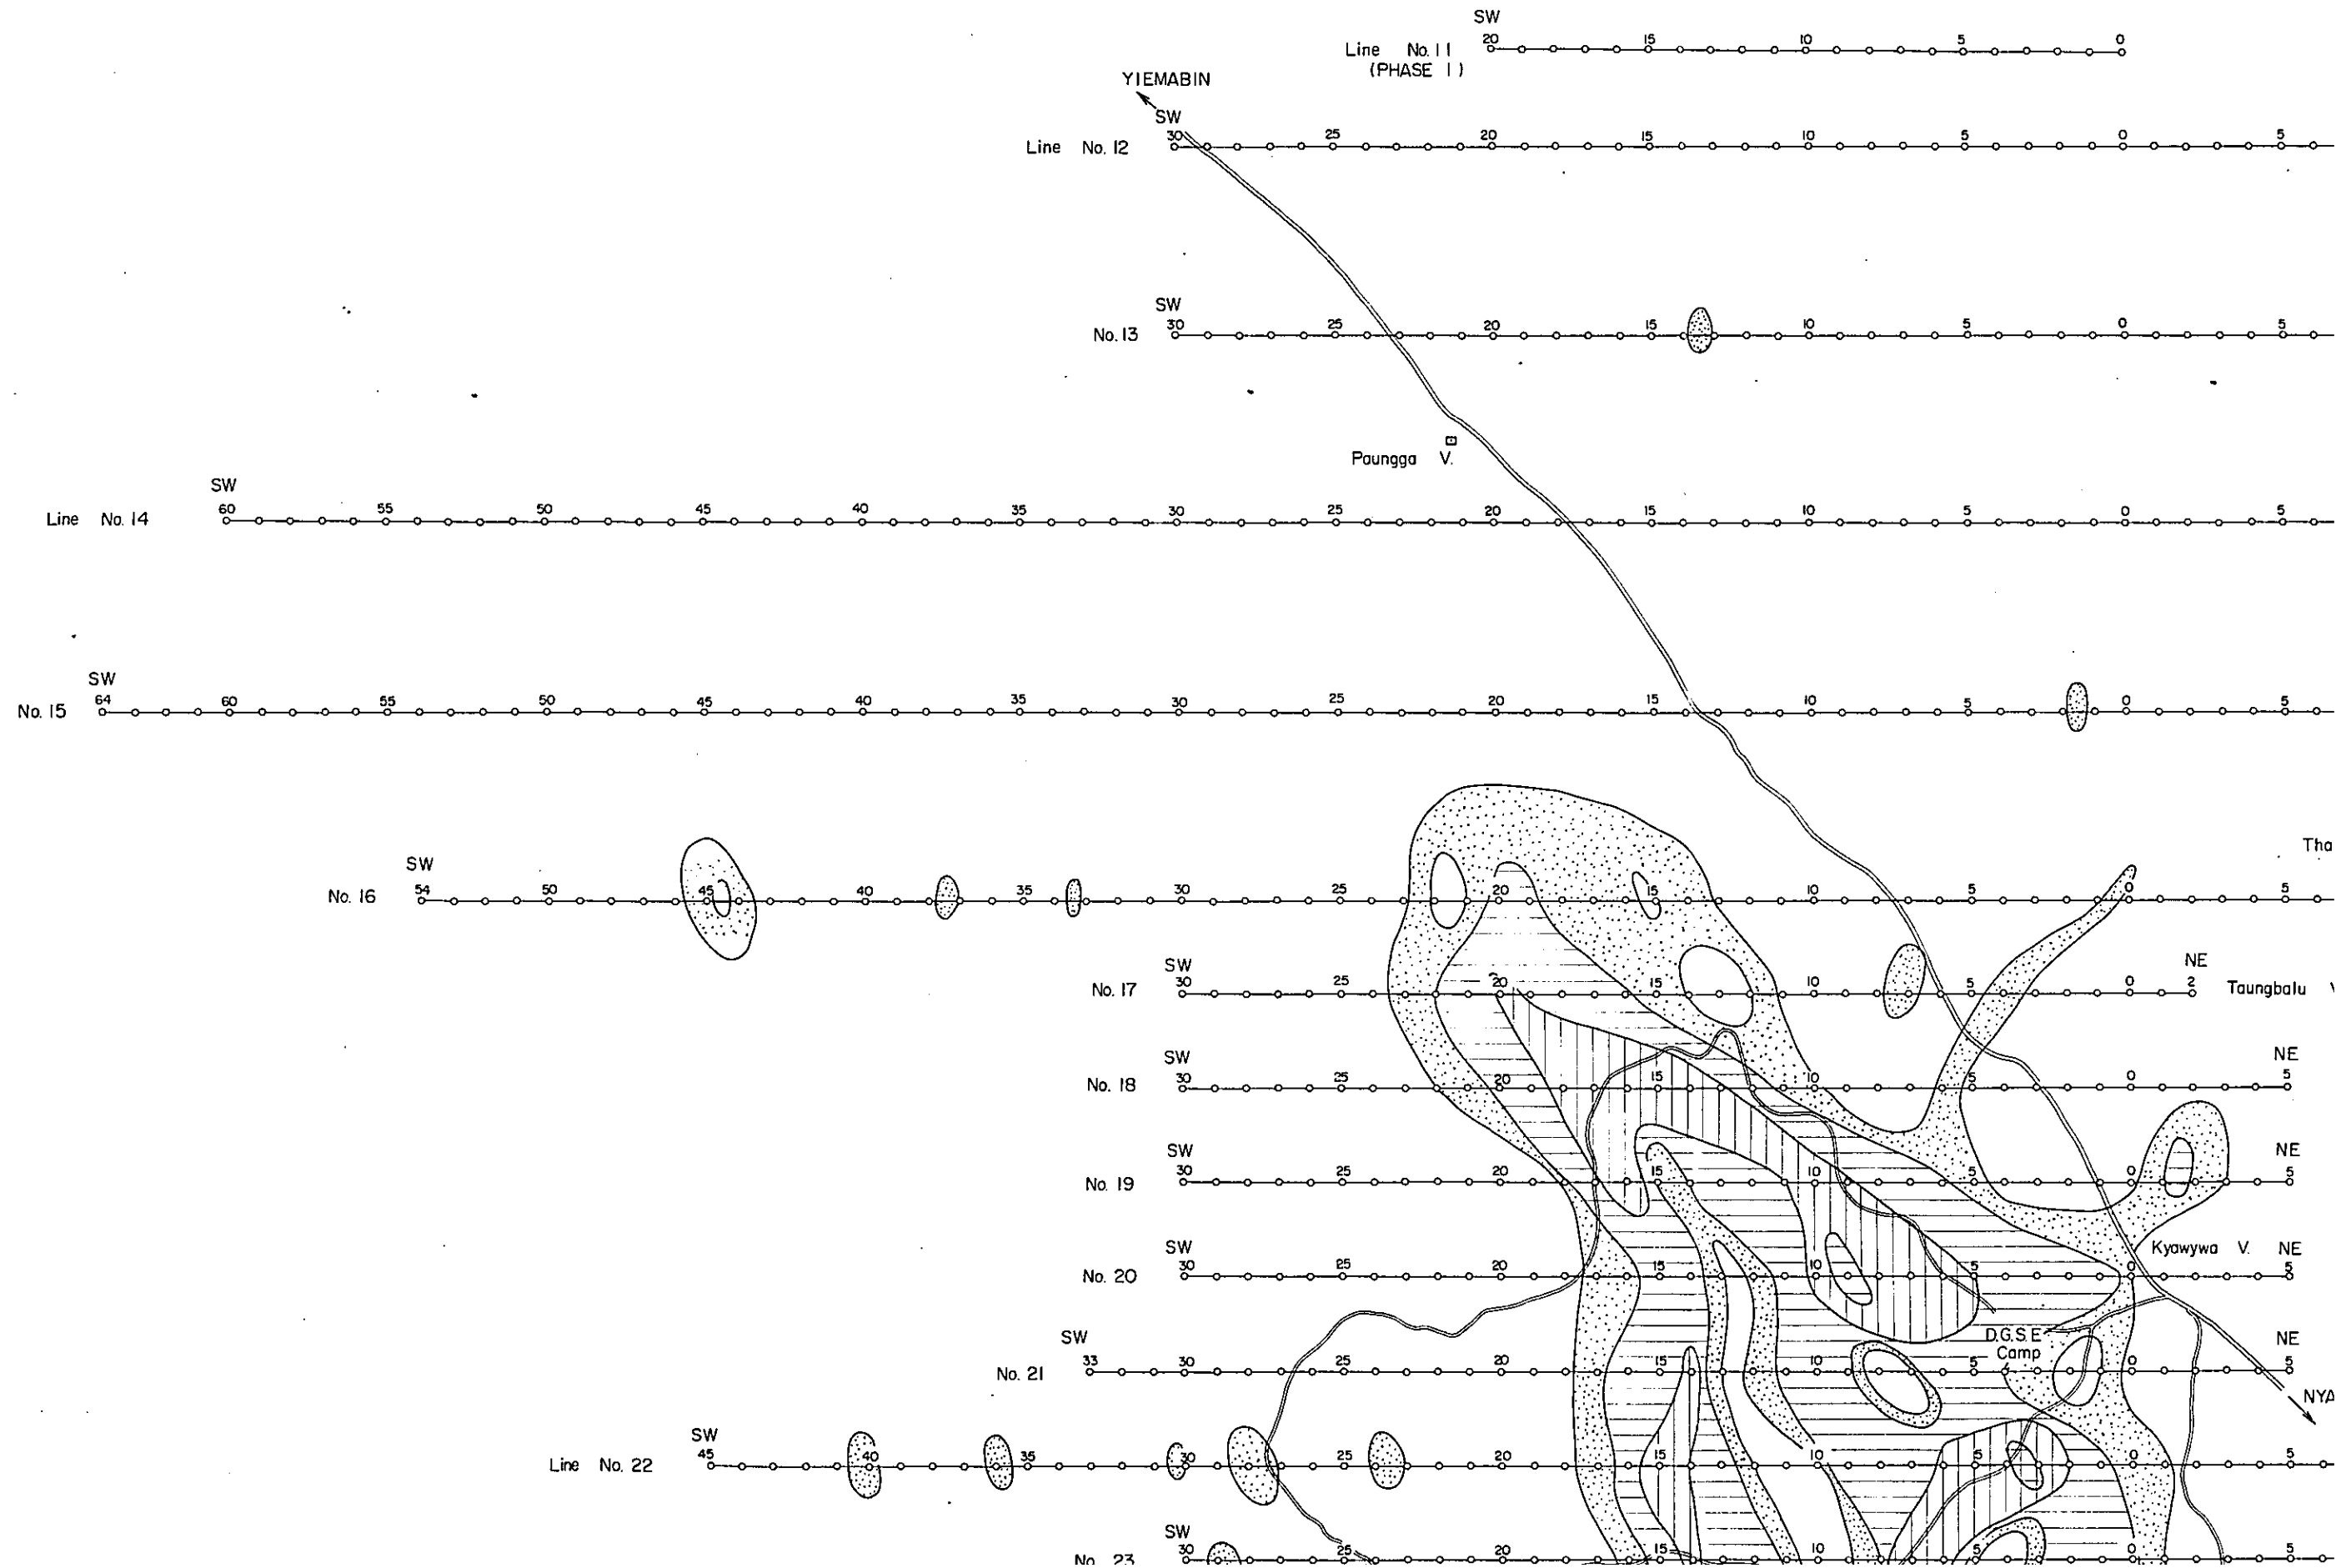 SW
Line No. 11 20 15 10 5 0
(PHASE I)
YIEMABIN
SW
Line No. 12 30 25 20 15 10 5 0 5
SW
No. 13 30 25 20 15 10 5 0 5
Paungga V.
SW
Line No. 14 60 55 50 45 40 35 30 25 20 15 10 5 0 5
SW
No. 15 64 60 55 50 45 40 35 30 25 20 15 10 5 0 5
Tha
SW
No. 16 54 50 45 40 35 30 25 20 15 10 5 0 5
SW NE
No. 17 30 25 20 15 10 5 0 2 Taungbalu
SW NE
No. 18 30 25 20 15 10 5 0 5
SW NE
No. 19 30 25 20 15 10 5 0 5
SW Kyawywa V. NE
No. 20 30 25 20 15 10 5 0 5
SW D.G.S.E NE
Camp
No. 21 33 30 25 20 15 10 5 0 5
NYA
SW
Line No. 22 45 40 35 30 25 20 15 10 5 0 5
SW
No. 23 30 25 20 15 10 5 0 5